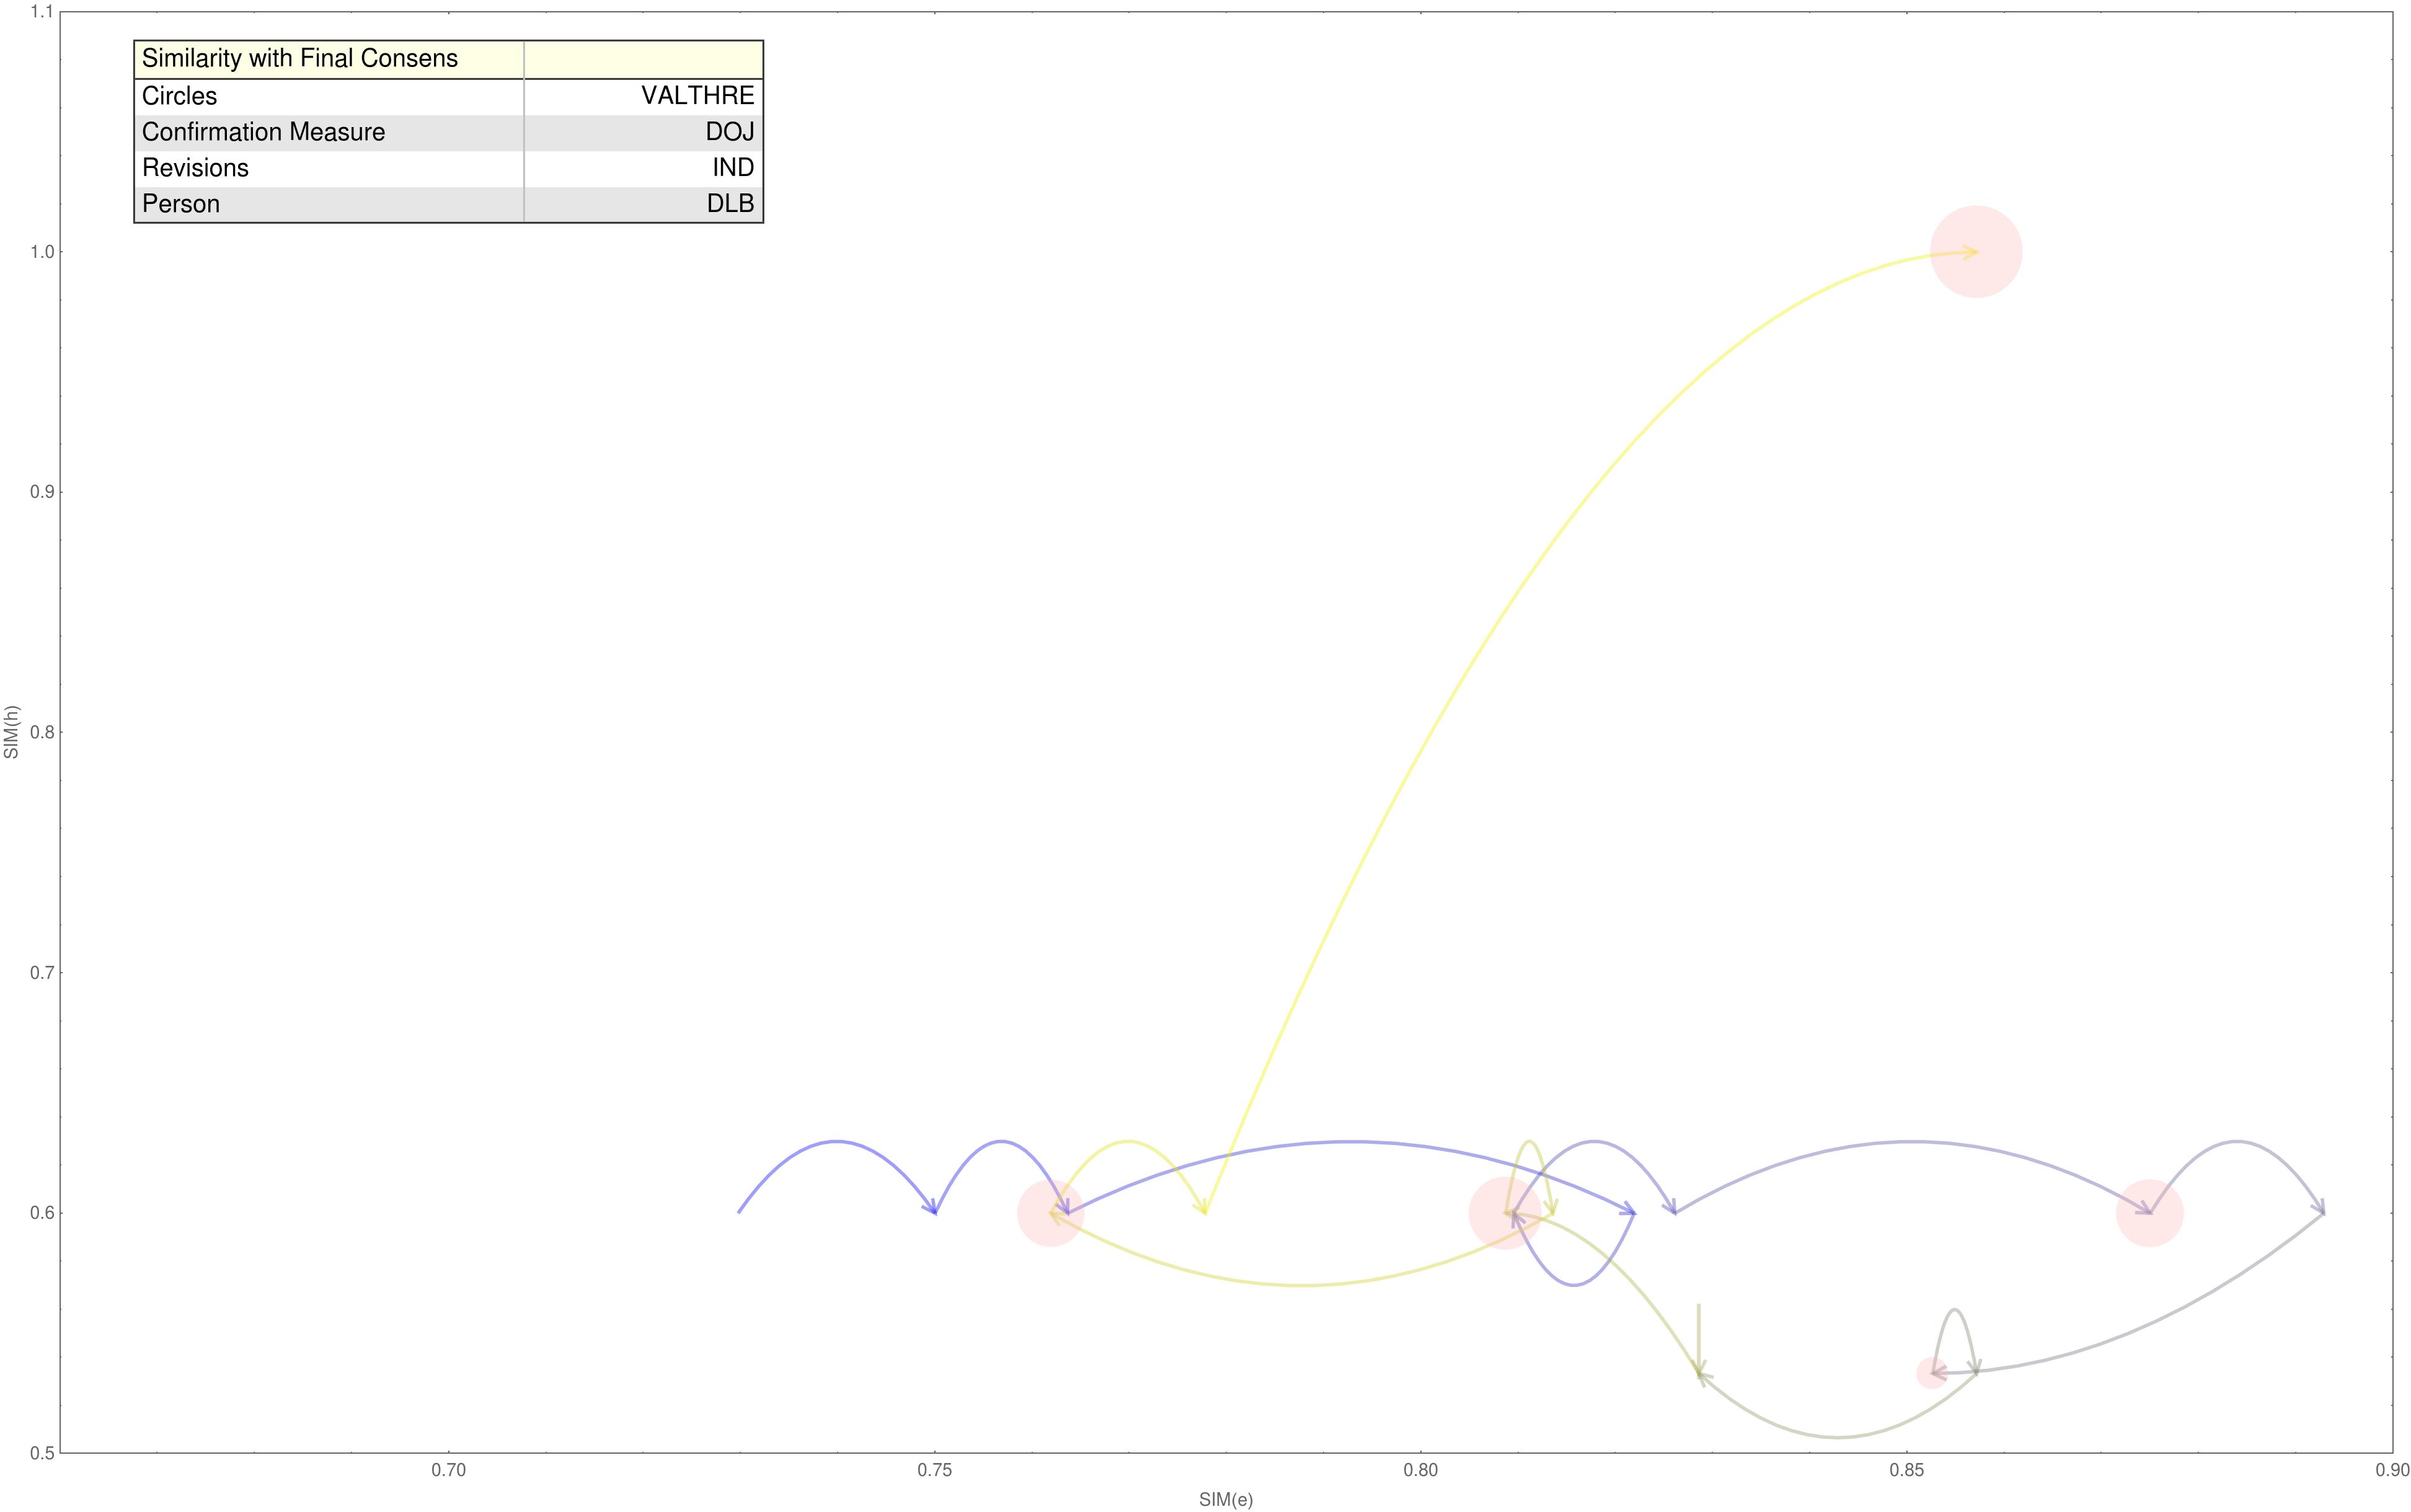 1.1
Similarity with Final Consens
Circles VALTHRE
Confirmation Measure DOJ
Revisions IND
Person DLB
1.0
0.9
0.8
SIM(h)
0.7
0.6
0.5
0.70 0.75 0.80 0.85 0.90
SIM(e)